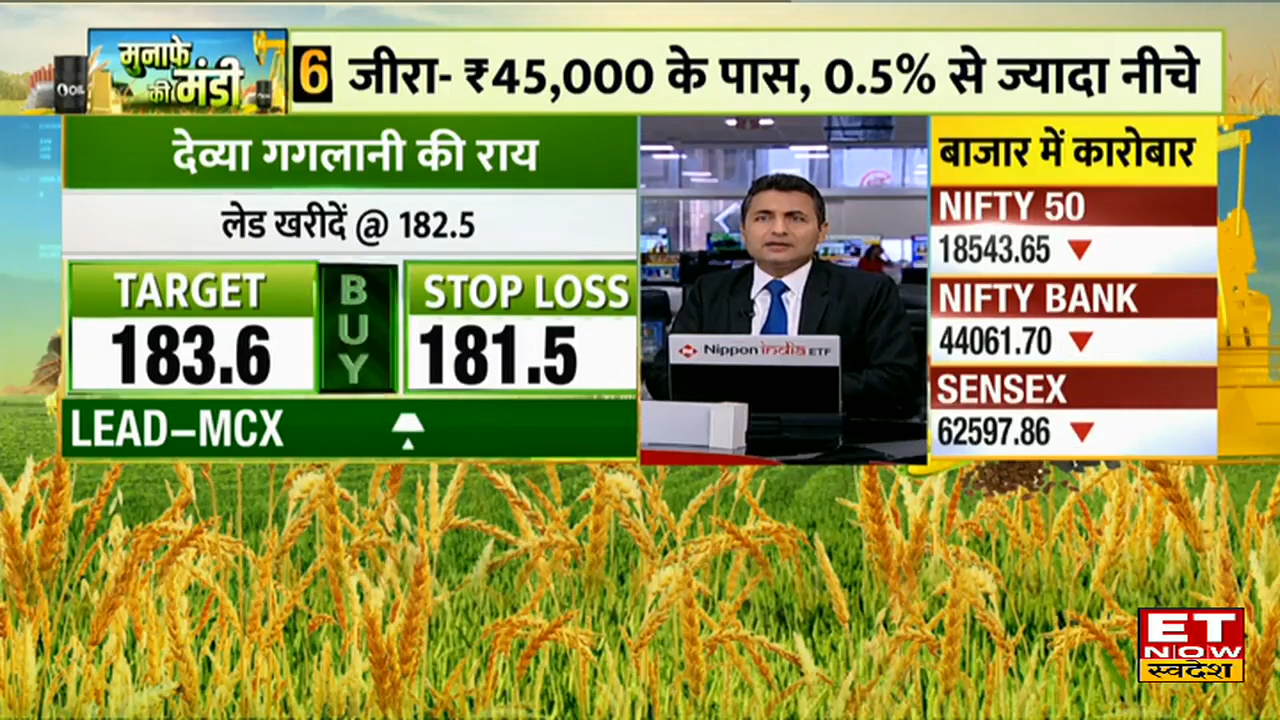 मुनाफे
की मंडी
OIL
6 जीरा- ₹45,000 के पास, 0.5% से ज्यादा नीचे
देव्या गगलानी की राय
लेड खरीदें @ 182.5
TARGET
183.6
BUY
STOP LOSS
181.5
LEAD–MCX
Nippon india ETF
बाजार में कारोबार
NIFTY 50
18543.65
NIFTY BANK
44061.70
SENSEX
62597.86
ET
NOW
स्वदेश